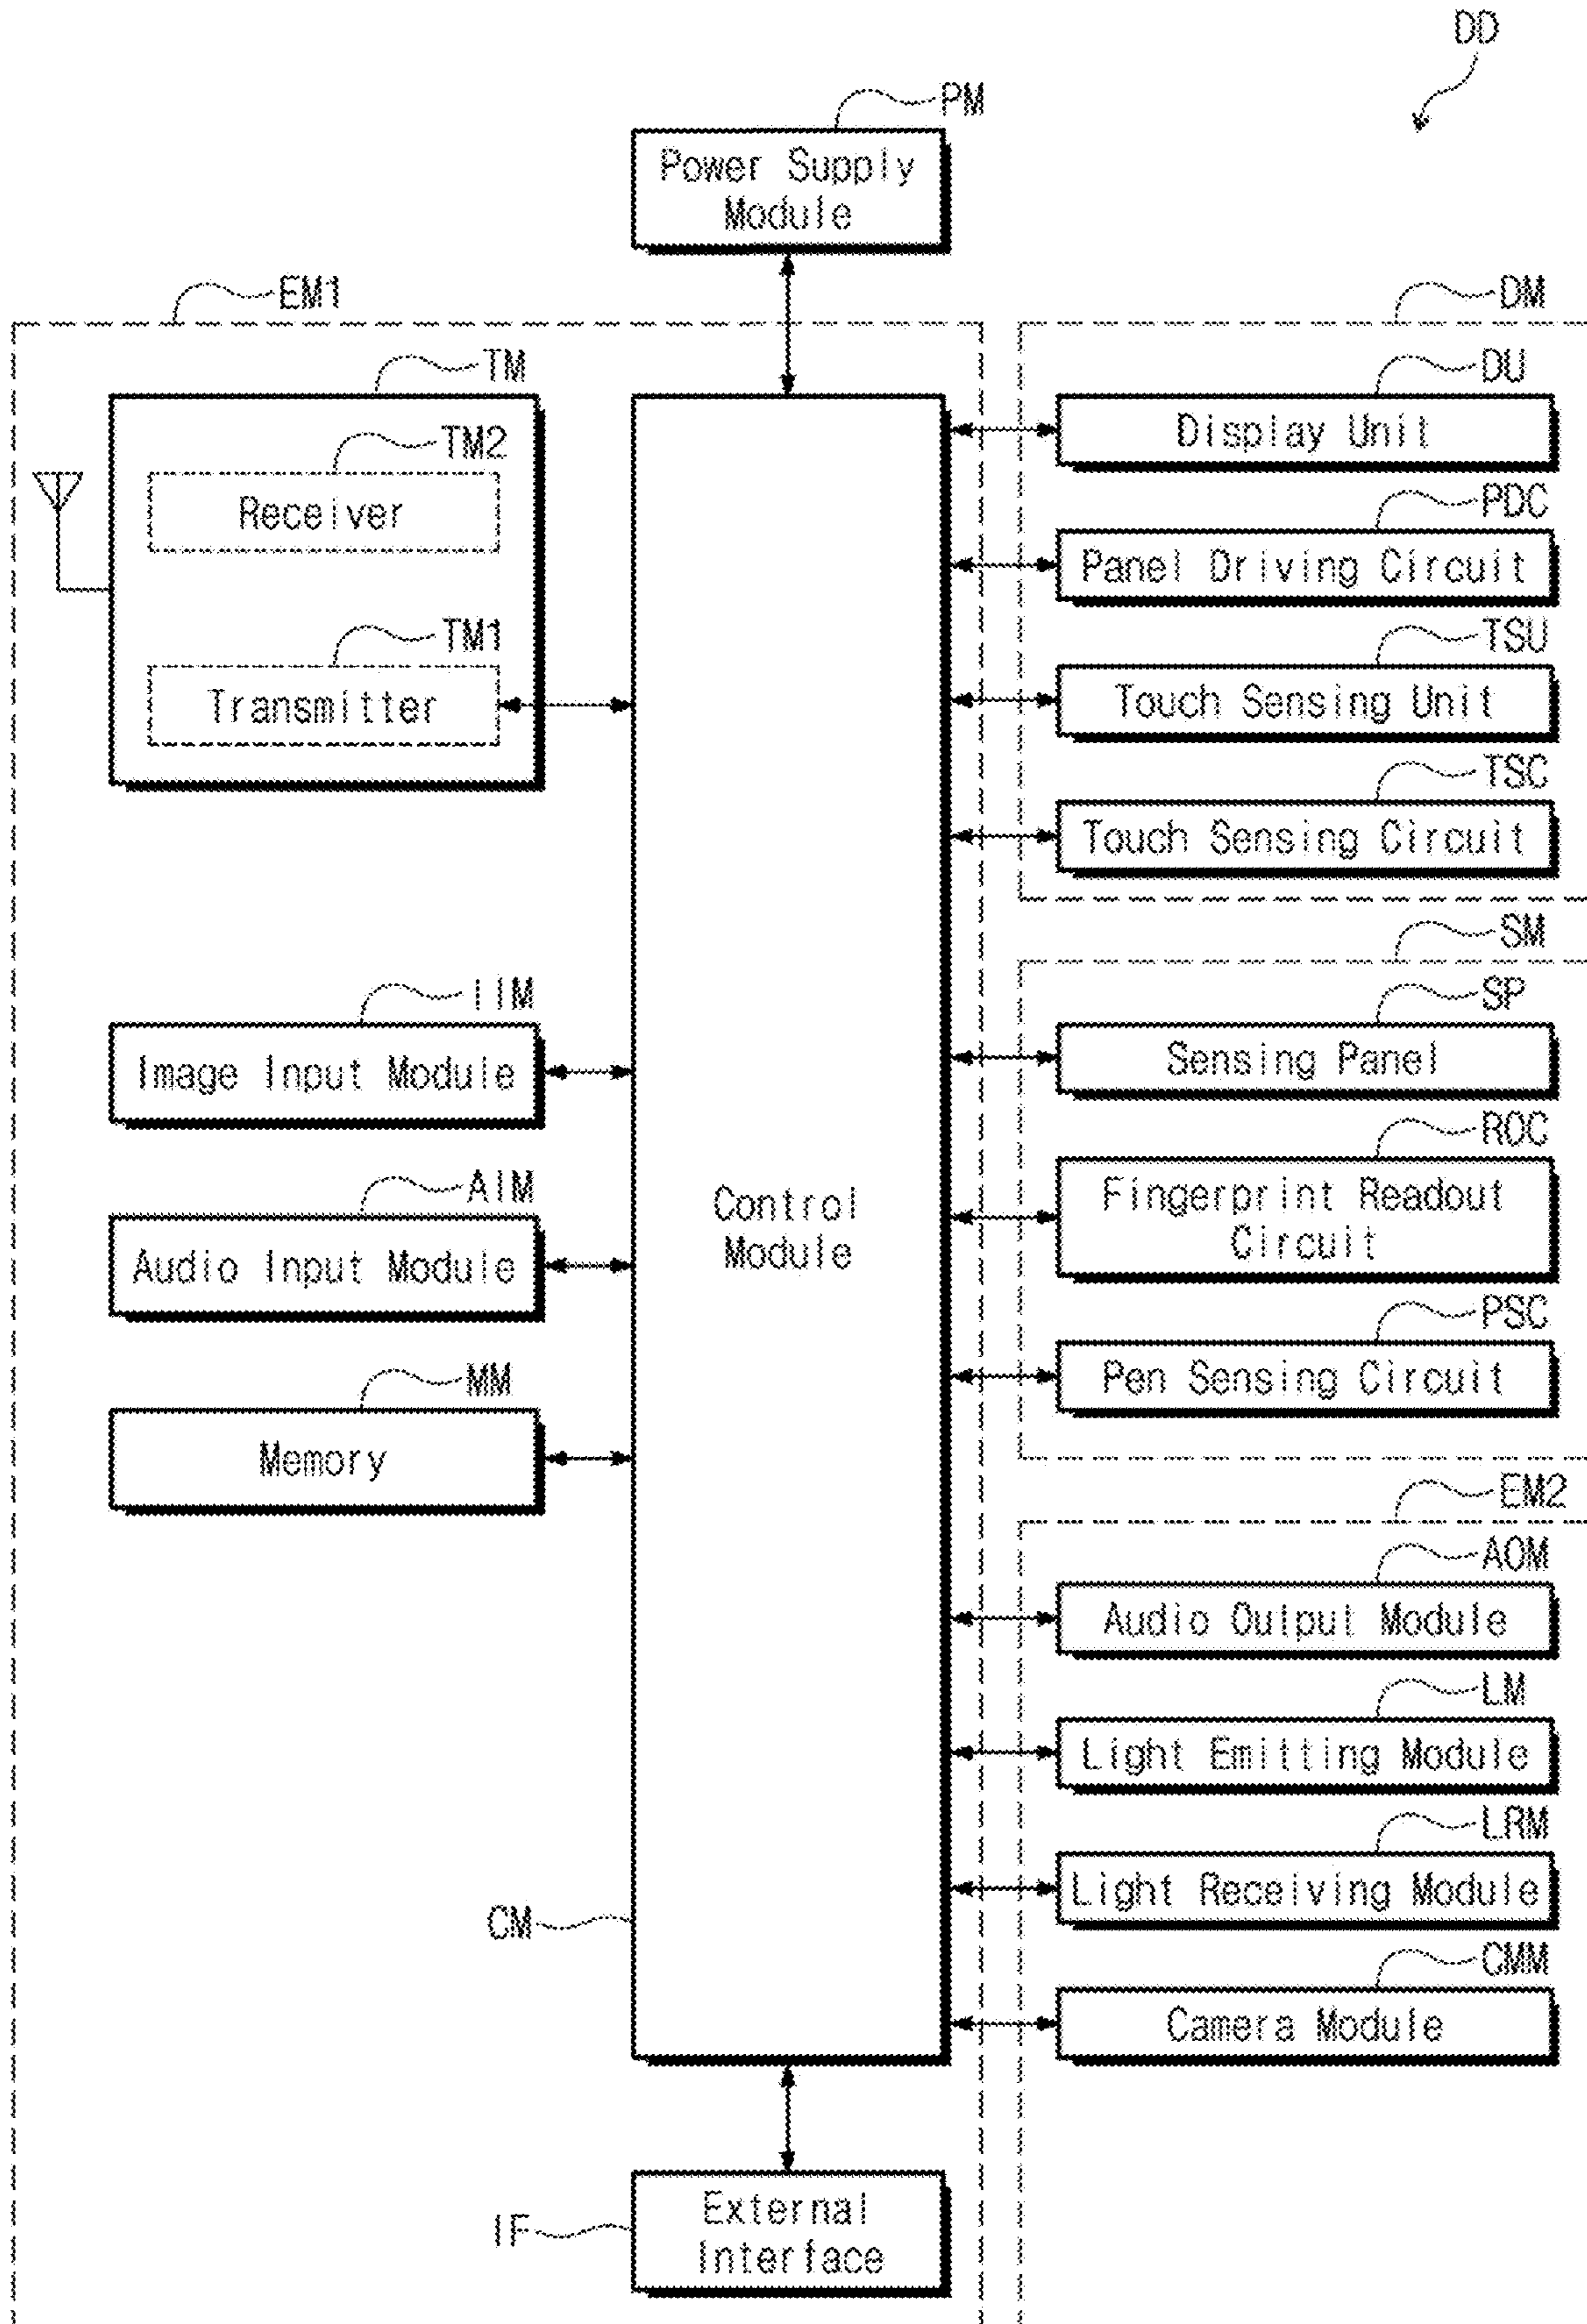 DD
PM
Power Supply
Module
EM1
DM
TM
DU
Display Unit
TM2
Receiver
PDC
Panel Driving Circuit
TM1
Transmitter
TSU
Touch Sensing Unit
TSC
Touch Sensing Circuit
SM
IIM
Image Input Module
SP
Sensing Panel
AIM
Audio Input Module
Control
Module
ROC
Fingerprint Readout
Circuit
MM
Memory
PSC
Pen Sensing Circuit
EM2
AOM
Audio Output Module
LM
Light Emitting Module
LRM
Light Receiving Module
CM
CMM
Camera Module
IF
External
Interface